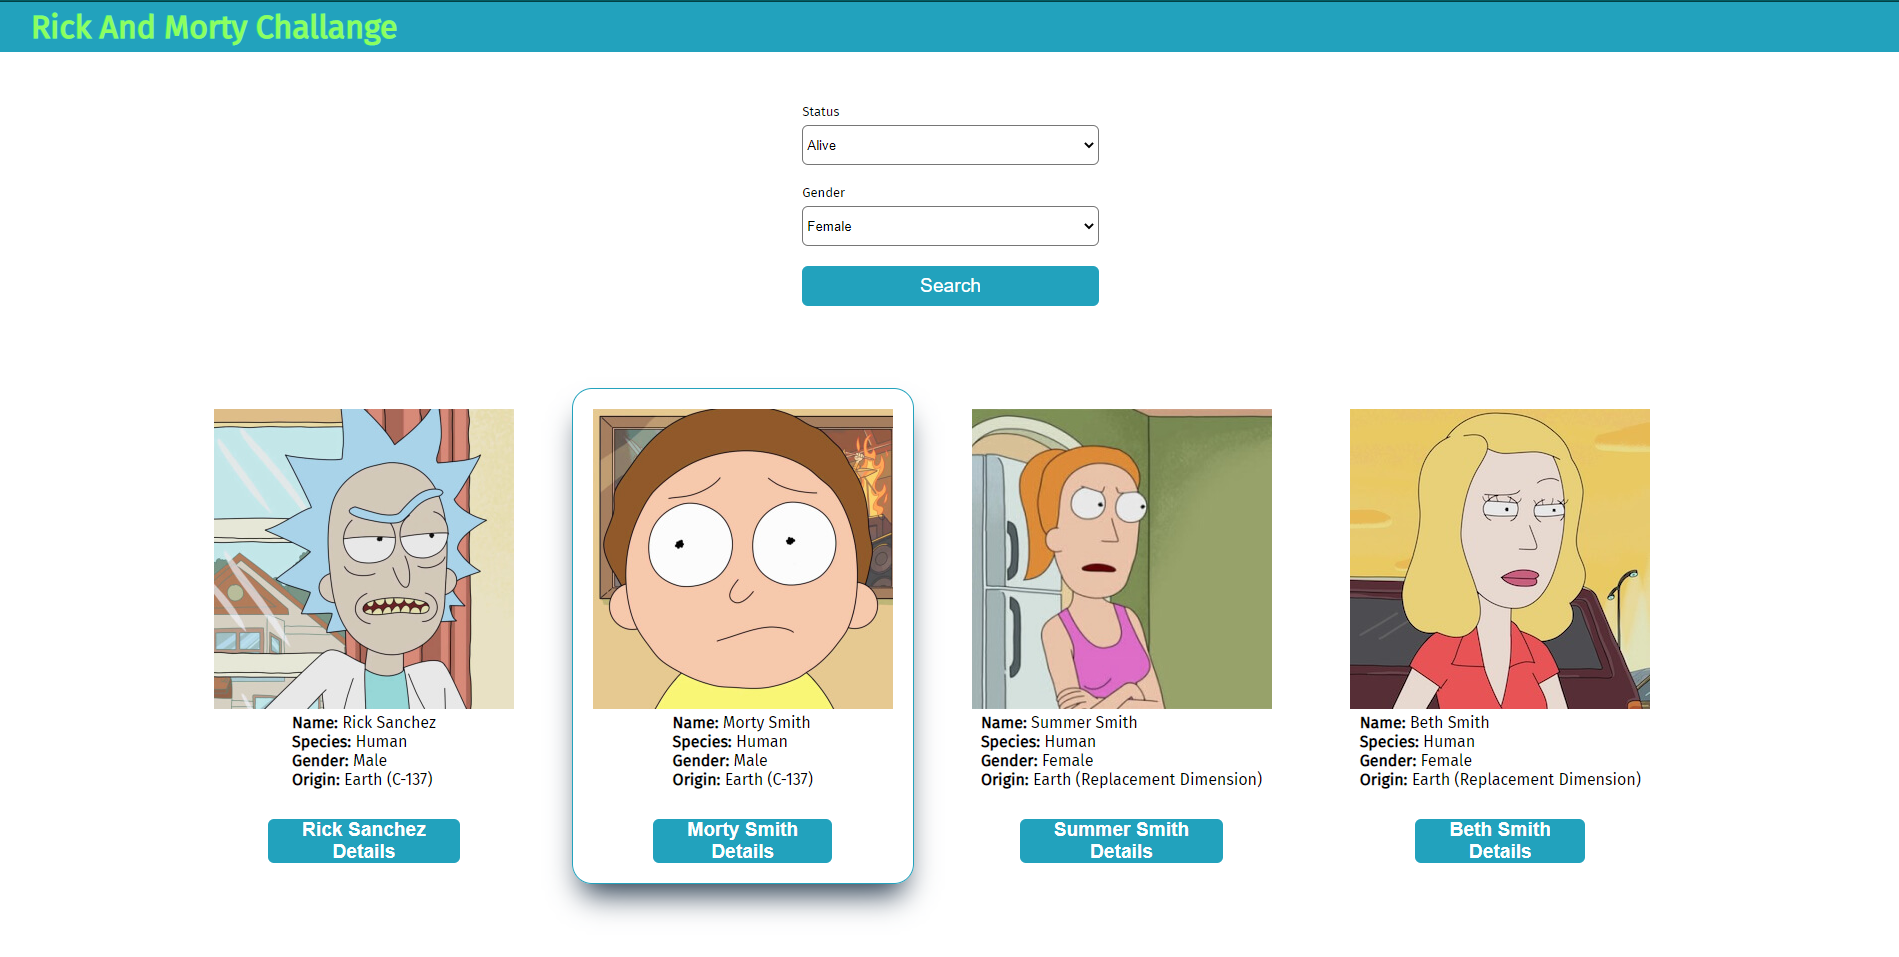 Rick And Morty Challange
Status
Alive
Gender
Female
Search
Name: Rick Sanchez
Species: Human
Gender: Male
Origin: Earth (C-137)
Rick Sanchez
Details
Name: Morty Smith
Species: Human
Gender: Male
Origin: Earth (C-137)
Morty Smith
Details
Name: Summer Smith
Species: Human
Gender: Female
Origin: Earth (Replacement Dimension)
Summer Smith
Details
Name: Beth Smith
Species: Human
Gender: Female
Origin: Earth (Replacement Dimension)
Beth Smith
Details